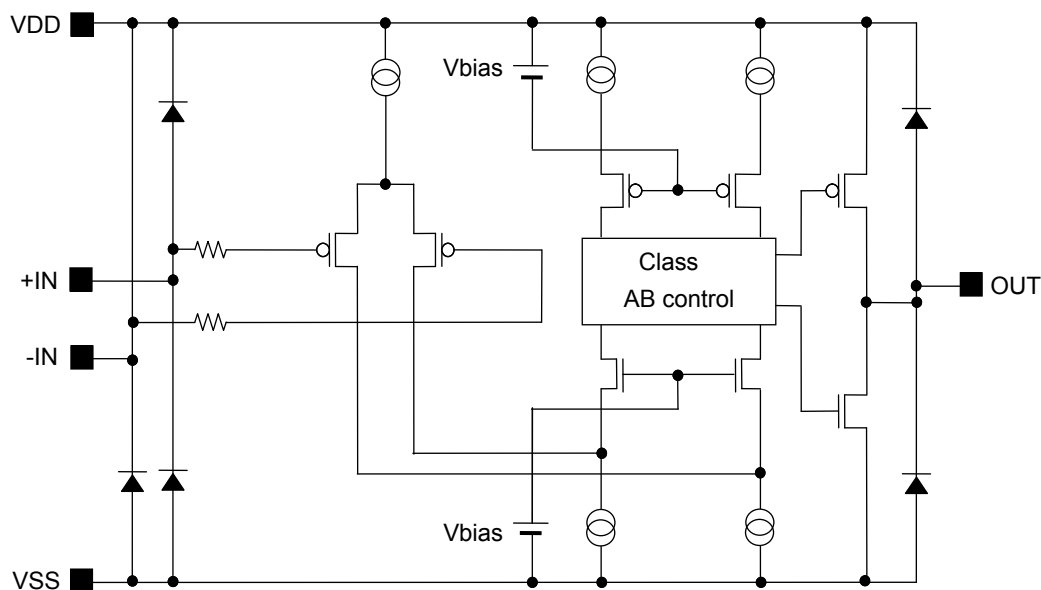 VDD
Vbias
+IN
-IN
Class
AB control
OUT
Vbias
VSS